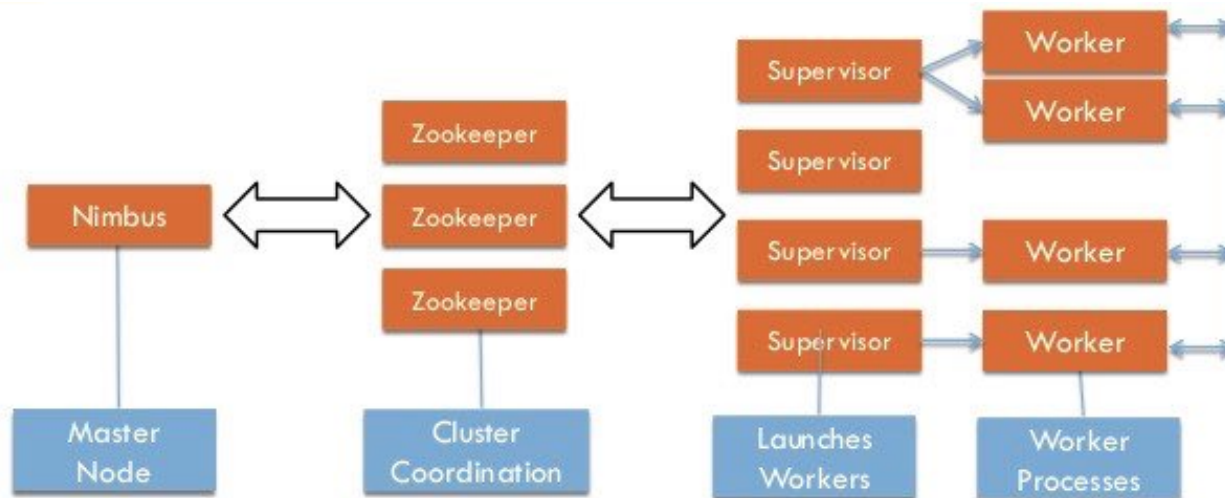 Nimbus
Zookeeper
Zookeeper
Zookeeper
Supervisor
Supervisor
Supervisor
Supervisor
Worker
Worker
Worker
Worker
Master
Node
Cluster
Coordination
Launches
Workers
Worker
Processes